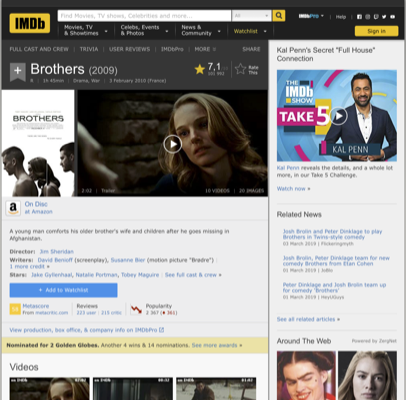 IMDb
Find Movies, TV shows, Celebrities and more...
All
IMDbPro
Help
Movies, TV & Showtimes
Celebs, Events & Photos
News & Community
Watchlist
Sign in
FULL CAST AND CREW | TRIVIA | USER REVIEWS | IMDbPro | MORE
SHARE
Brothers (2009)
7,1
Rate This
1h 45min | Drama, War | 3 February 2010 (France)
BROTHERS
2:02 | Trailer
10 VIDEOS | 20 IMAGES
On Disc
at Amazon
A young man comforts his older brother's wife and children after he goes missing in
Afghanistan.
Director: Jim Sheridan
Writers: David Benioff (screenplay), Susanne Bier (motion picture "Brødre") |
1 more credit »
Stars: Jake Gyllenhaal, Natalie Portman, Tobey Maguire | See full cast & crew »
+ Add to Watchlist
Metascore
From metacritic.com
Reviews
223 user | 215 critic
Popularity
2 367
View production, box office, & company info on IMDbPro
Nominated for 2 Golden Globes. Another 4 wins & 14 nominations. See more awards »
Videos
Kal Penn's Secret "Full House"
Connection
THE IMDb SHOW
TAKE 5
KAL PENN
Kal Penn reveals the details, and a whole lot
more, in our Take 5 Challenge.
Watch now »
Related News
Josh Brolin and Peter Dinklage to play
Brothers in Twins-style comedy
03 March 2019 | Flickeringmyth
Josh Brolin, Peter Dinklage team for new
comedy Brothers from Etan Cohen
01 March 2019 | JoBlo
Peter Dinklage and Josh Brolin team up
for comedy 'Brothers'
01 March 2019 | HeyUGuys
See all related articles »
Around The Web
Powered by ZergNet